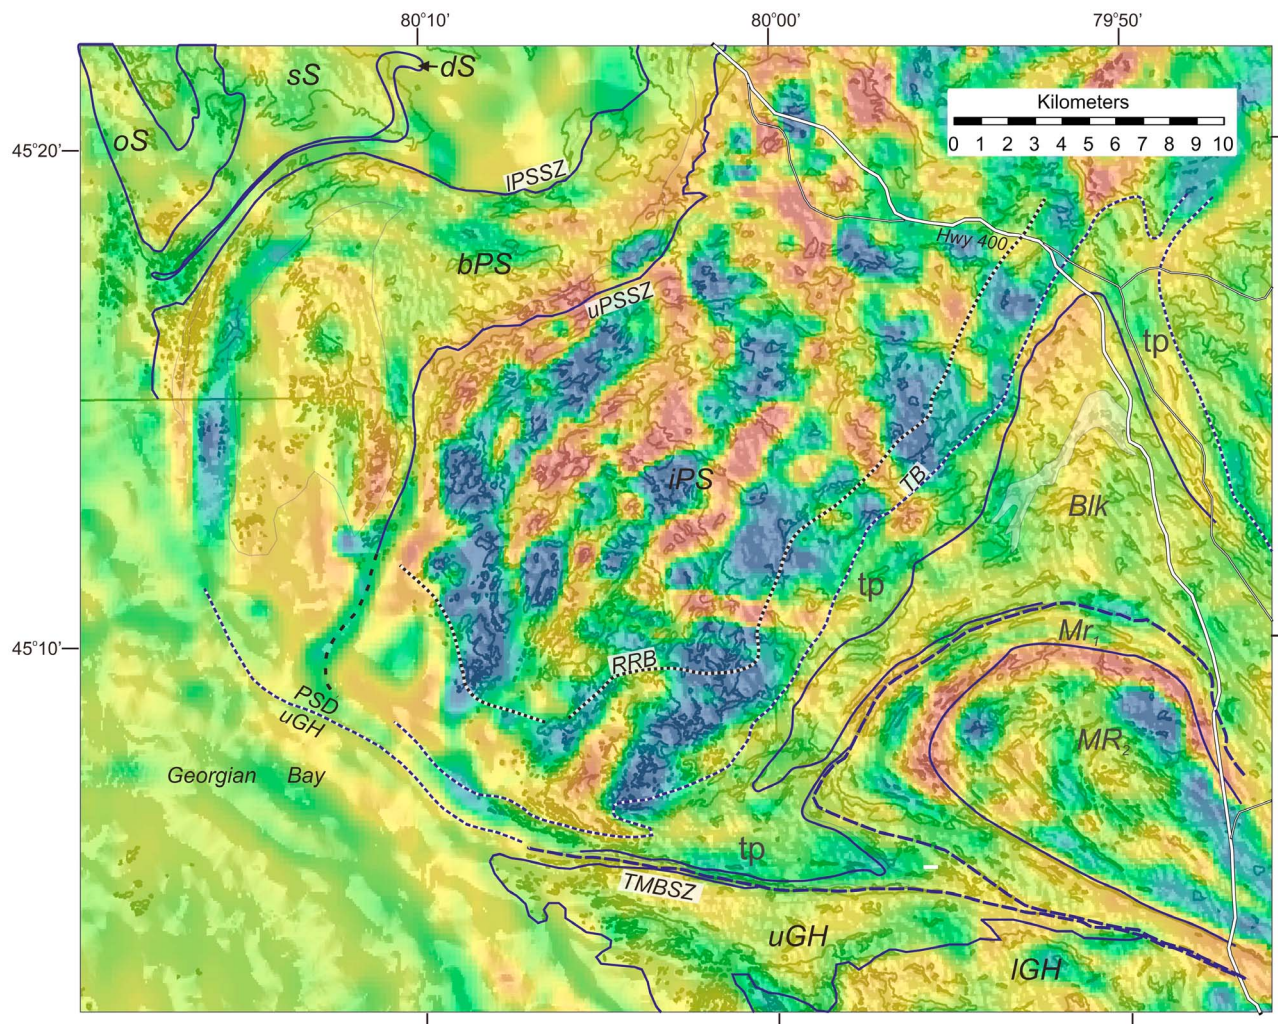 80°10'
80°00'
79°50'
sS
dS
Kilometers
0 1 2 3 4 5 6 7 8 9 10
oS
45°20'
lPSSZ
Hwy 400
bPS
uPSSZ
tp
iPS
TB
Blk
tp
Mr1
45°10'
RRB
PSD
uGH
MR2
Georgian Bay
tp
TMBSZ
uGH
lGH